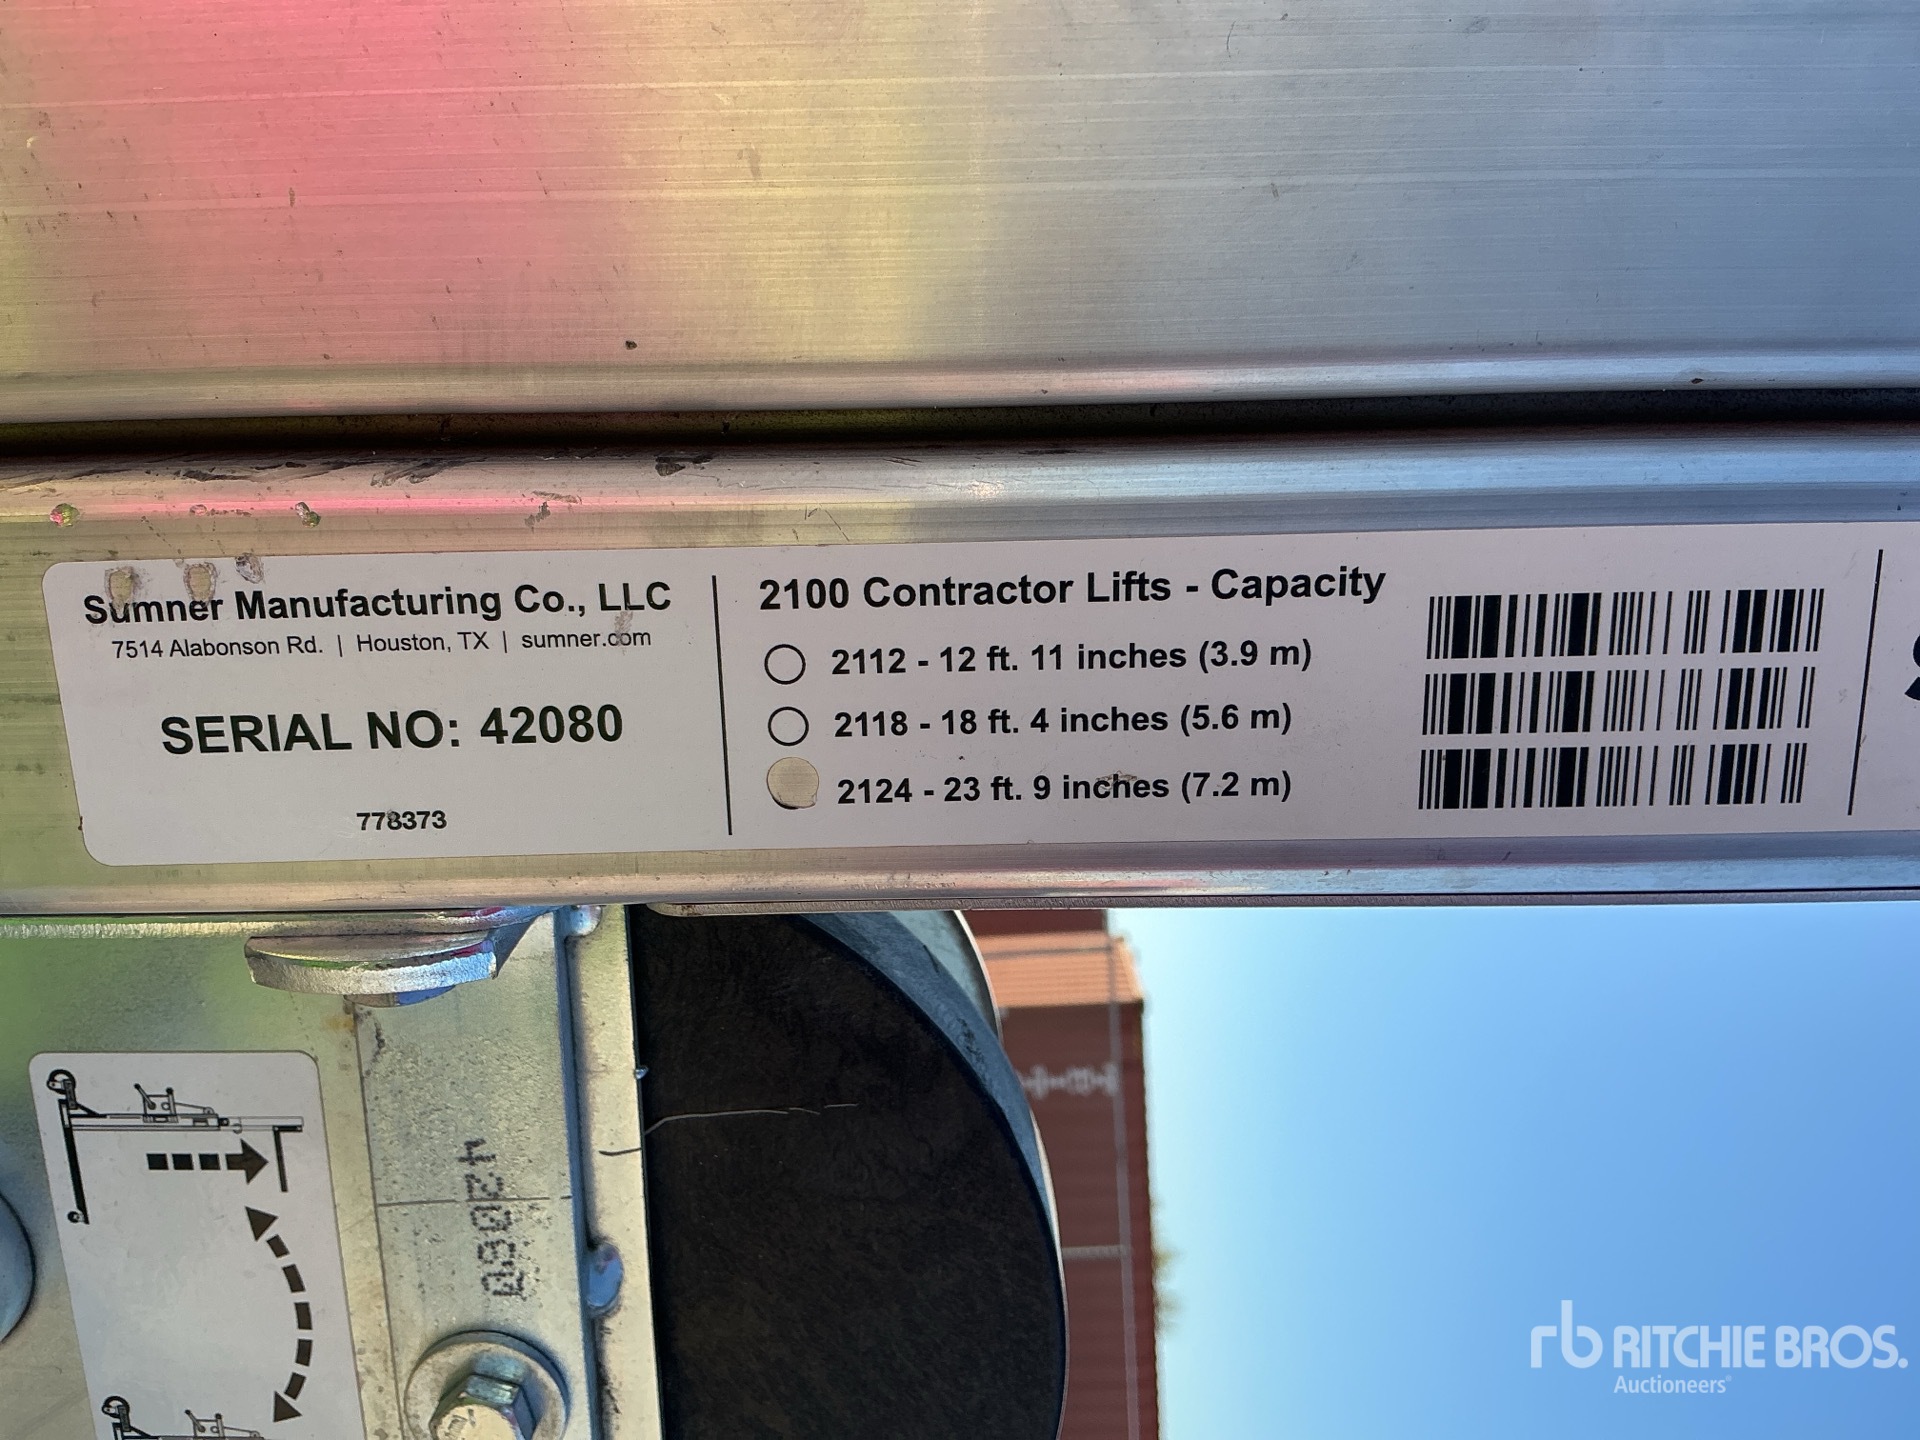 Sumner Manufacturing Co., LLC
7514 Alabonson Rd. | Houston, TX | sumner.com
SERIAL NO: 42080
778373
2100 Contractor Lifts - Capacity
2112 - 12 ft. 11 inches (3.9 m)
2118 - 18 ft. 4 inches (5.6 m)
2124 - 23 ft. 9 inches (7.2 m)
42080
rb RITCHIE BROS.
Auctioneers